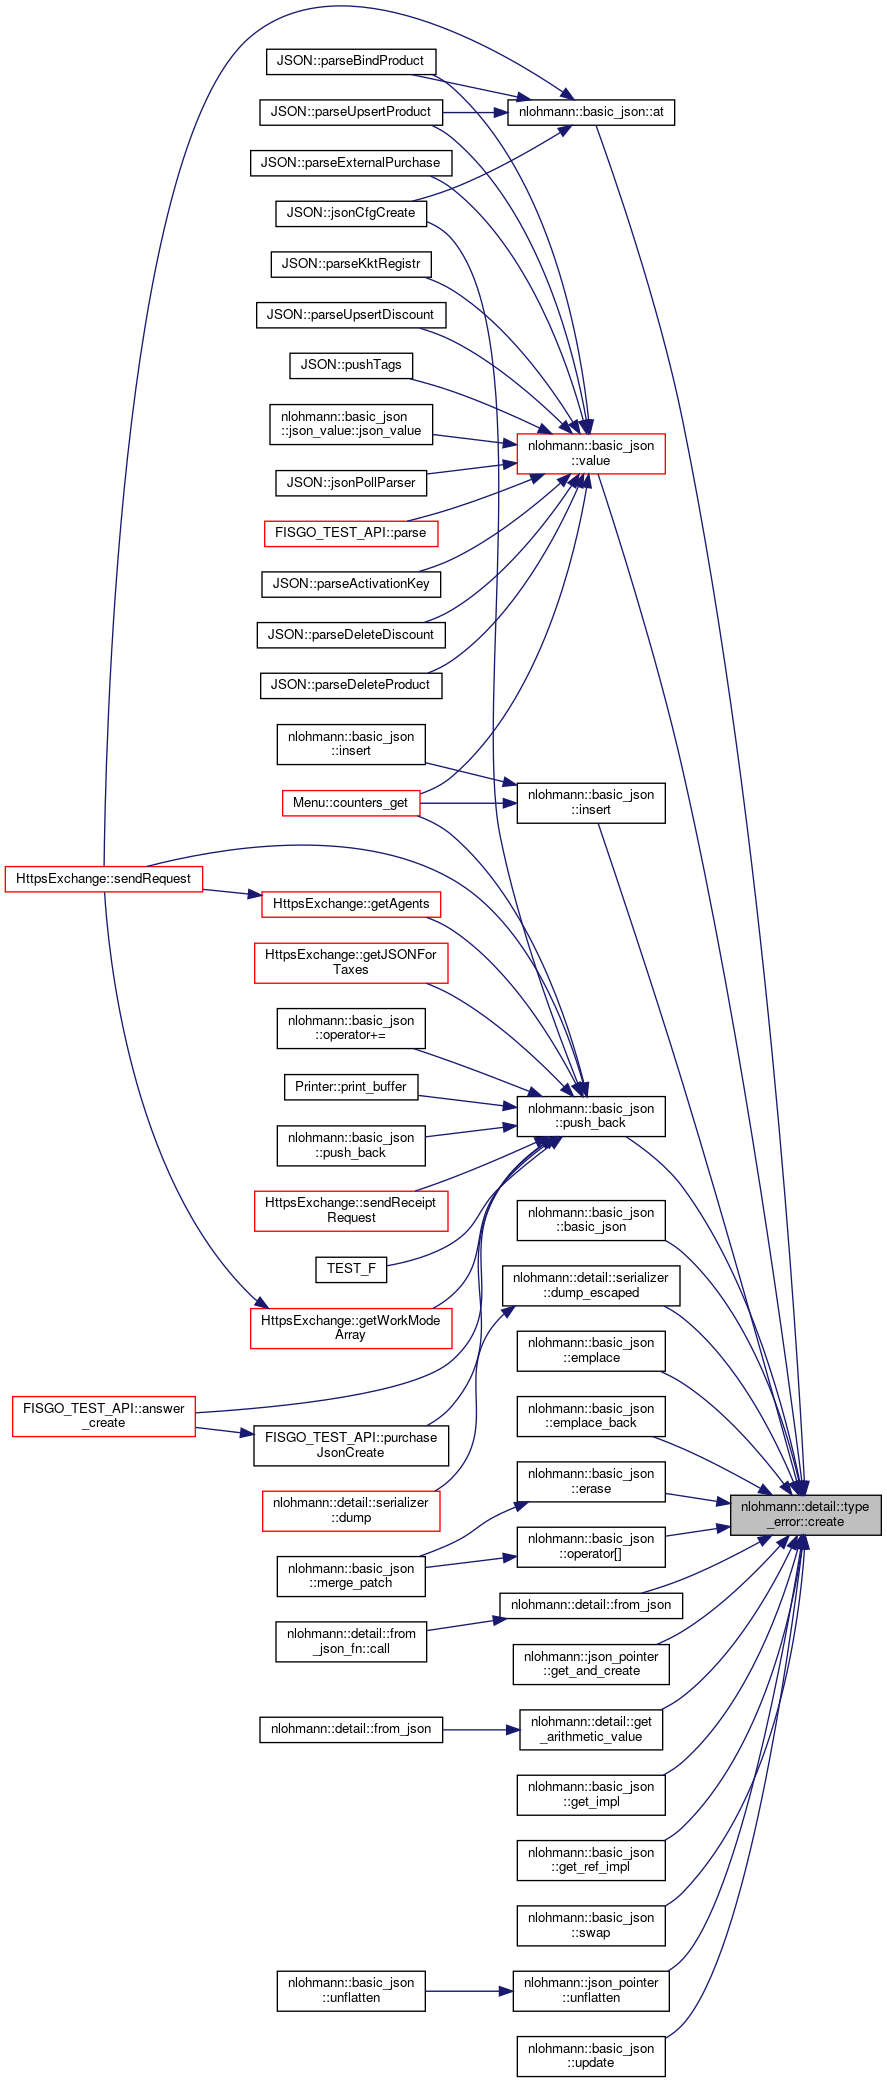 JSON::parseBindProduct
JSON::parseUpsertProduct
nlohmann::basic_json::at
JSON::parseExternalPurchase
JSON::jsonCfgCreate
JSON::parseKktRegistr
JSON::parseUpsertDiscount
JSON::pushTags
nlohmann::basic_json
::json_value::json_value
nlohmann::basic_json
::value
JSON::jsonPollParser
FISGO_TEST_API::parse
JSON::parseActivationKey
JSON::parseDeleteDiscount
JSON::parseDeleteProduct
nlohmann::basic_json
::insert
Menu::counters_get
nlohmann::basic_json
::insert
HttpsExchange::sendRequest
HttpsExchange::getAgents
HttpsExchange::getJSONFor
Taxes
nlohmann::basic_json
::operator+=
Printer::print_buffer
nlohmann::basic_json
::push_back
nlohmann::basic_json
::push_back
HttpsExchange::sendReceipt
Request
nlohmann::basic_json
::basic_json
TEST_F
nlohmann::detail::serializer
::dump_escaped
HttpsExchange::getWorkMode
Array
nlohmann::basic_json
::emplace
FISGO_TEST_API::answer
_create
nlohmann::basic_json
::emplace_back
FISGO_TEST_API::purchase
JsonCreate
nlohmann::basic_json
::erase
nlohmann::detail::serializer
::dump
nlohmann::detail::type
_error::create
nlohmann::basic_json
::operator[]
nlohmann::basic_json
::merge_patch
nlohmann::detail::from_json
nlohmann::detail::from
_json_fn::call
nlohmann::json_pointer
::get_and_create
nlohmann::detail::from_json
nlohmann::detail::get
_arithmetic_value
nlohmann::basic_json
::get_impl
nlohmann::basic_json
::get_ref_impl
nlohmann::basic_json
::swap
nlohmann::basic_json
::unflatten
nlohmann::json_pointer
::unflatten
nlohmann::basic_json
::update